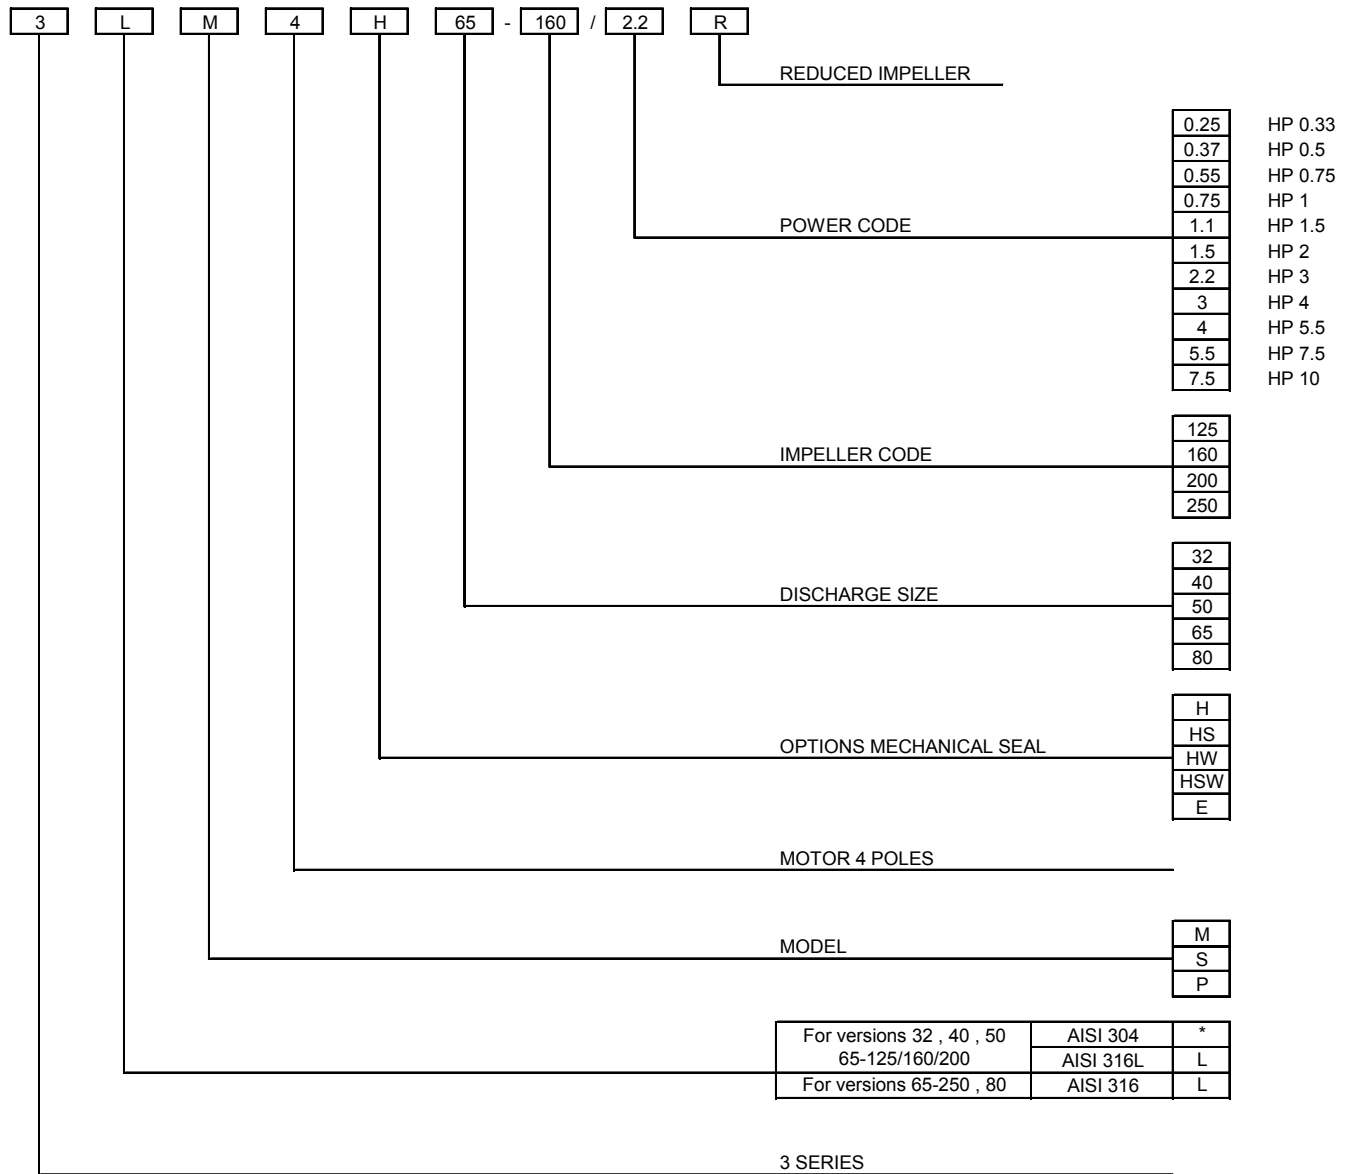 3 L M 4 H 65 - 160 / 2.2 R
REDUCED IMPELLER
0.25 HP 0.33
0.37 HP 0.5
0.55 HP 0.75
0.75 HP 1
POWER CODE 1.1 HP 1.5
1.5 HP 2
2.2 HP 3
3 HP 4
4 HP 5.5
5.5 HP 7.5
7.5 HP 10
125
IMPELLER CODE 160
200
250
32
40
DISCHARGE SIZE 50
65
80
H
HS
OPTIONS MECHANICAL SEAL HW
HSW
E
MOTOR 4 POLES
M
MODEL S
P
For versions 32 , 40 , 50 AISI 304 *
65-125/160/200 AISI 316L L
For versions 65-250 , 80 AISI 316 L
3 SERIES